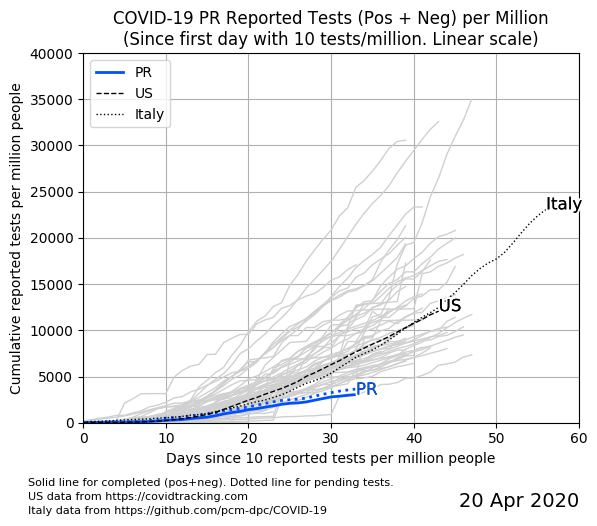 COVID-19 PR Reported Tests (Pos + Neg) per Million
(Since first day with 10 tests/million. Linear scale)
Cumulative reported tests per million people
40000
35000
30000
25000
20000
15000
10000
5000
0
PR
US
Italy
Italy
US
PR
0 10 20 30 40 50 60
Days since 10 reported tests per million people
Solid line for completed (pos+neg). Dotted line for pending tests.
US data from https://covidtracking.com
Italy data from https://github.com/pcm-dpc/COVID-19
20 Apr 2020